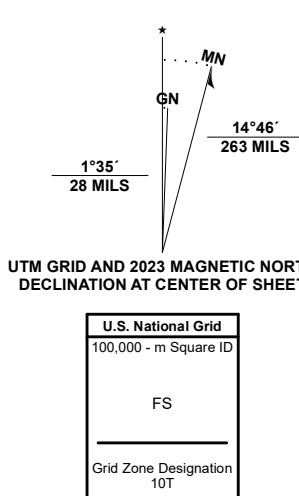 ★
MN
GN
14°46´
263 MILS
1°35´
28 MILS
UTM GRID AND 2023 MAGNETIC NORT
DECLINATION AT CENTER OF SHEET
U.S. National Grid
100,000 - m Square ID
FS
Grid Zone Designation
10T